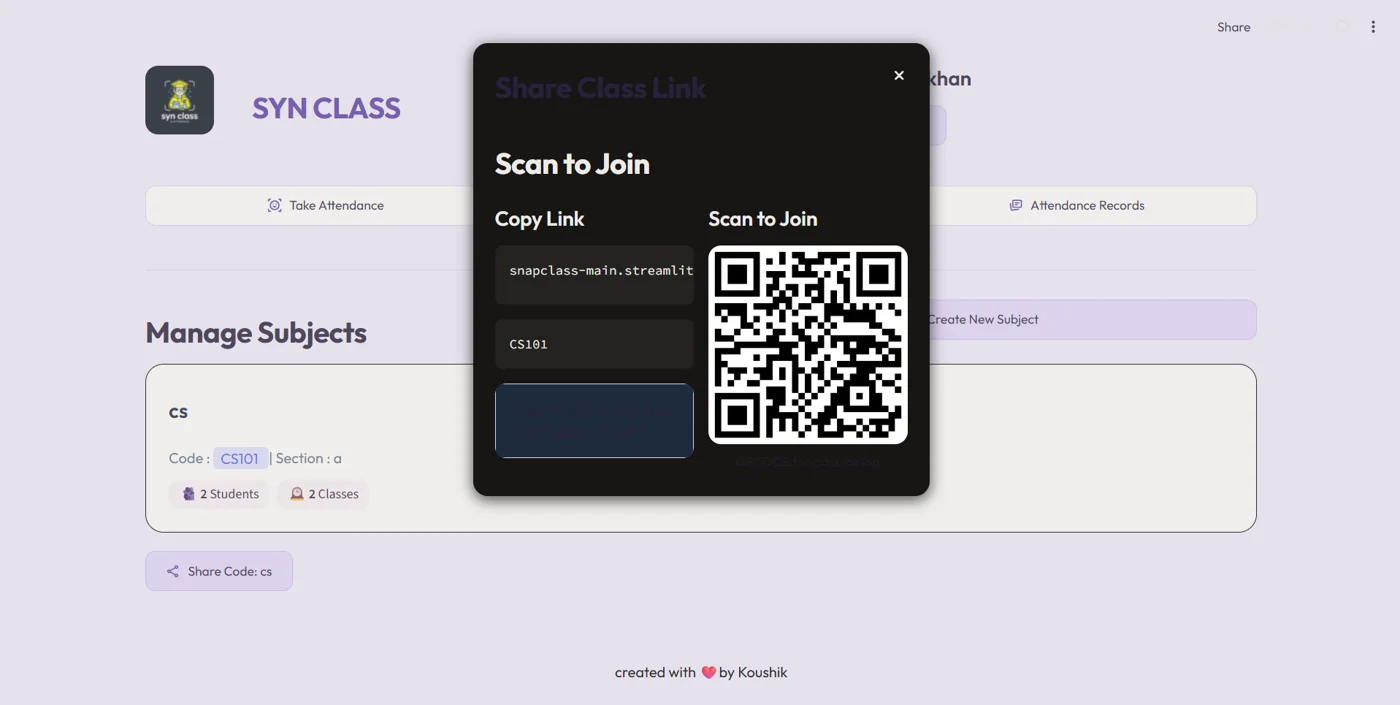 Share
syn class
SYN CLASS
khan
Take Attendance
Attendance Records
Manage Subjects
Create New Subject
cs
Code : CS101 | Section : a
2 Students
2 Classes
Share Code: cs
Share Class Link
Scan to Join
Copy Link
snapclass-main.streamlit
CS101
Scan to Join
created with ❤️ by Koushik